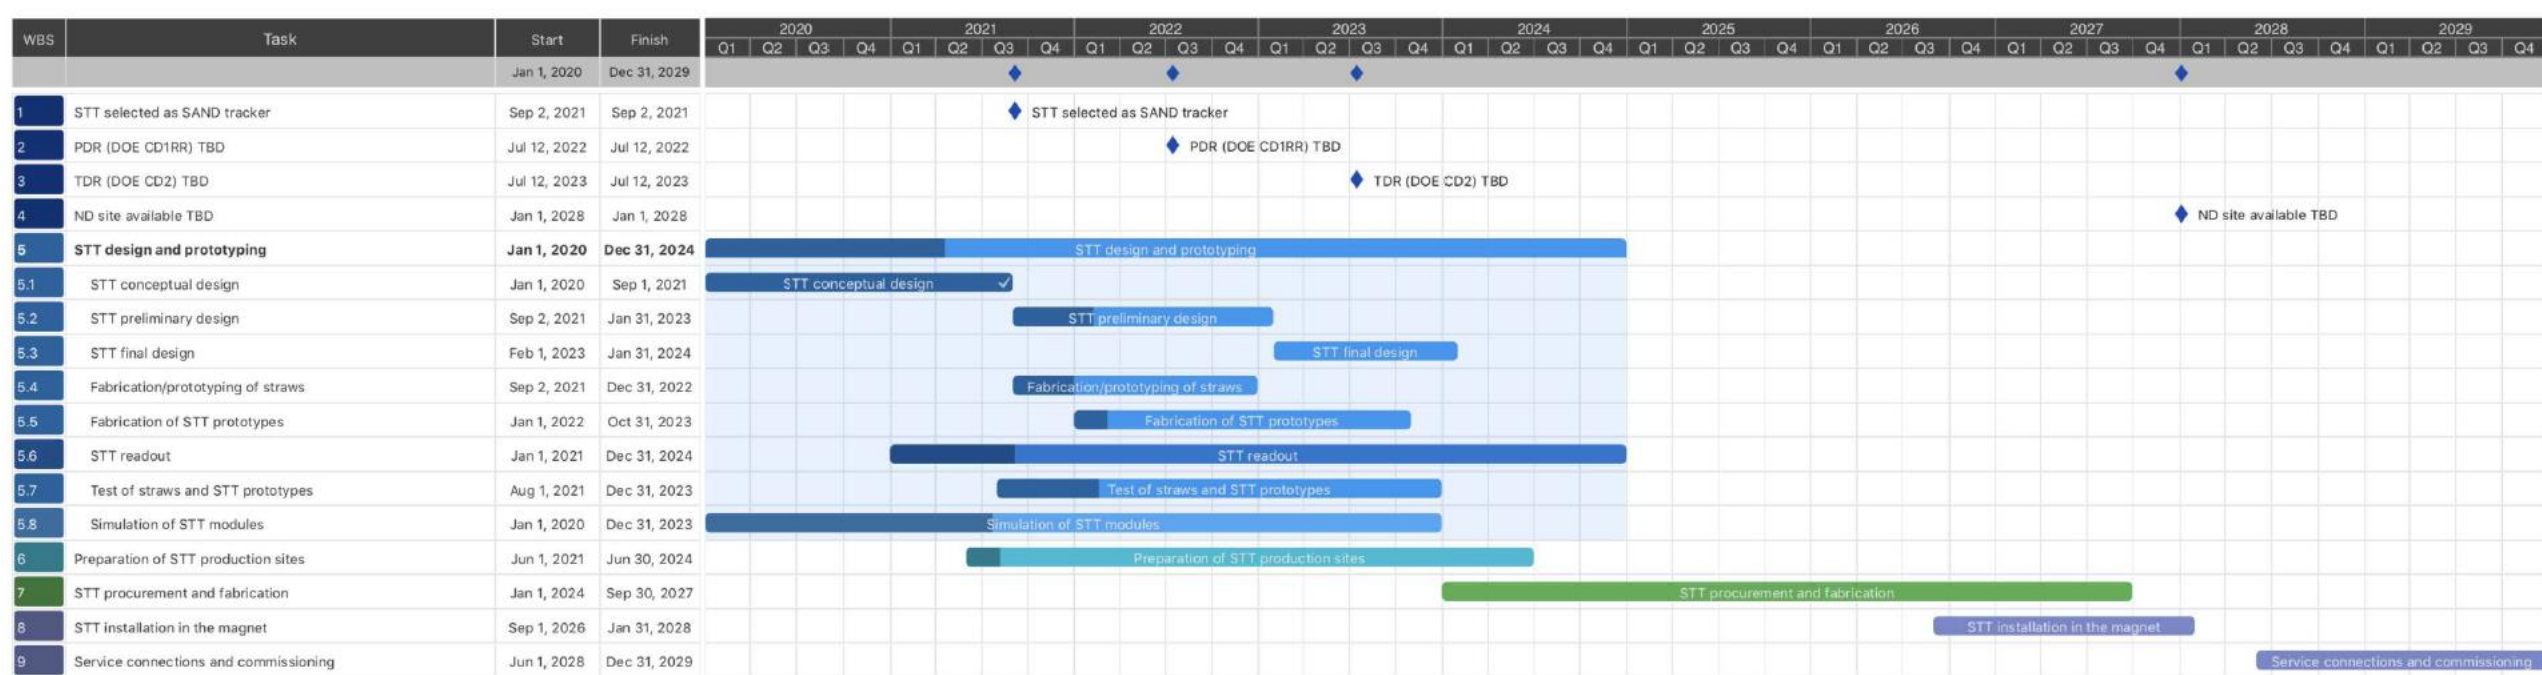 2020 2021 2022 2023 2024 2025 2026 2027 2028 2029
WBS Task Start Finish Q1 Q2 Q3 Q4 Q1 Q2 Q3 Q4 Q1 Q2 Q3 Q4 Q1 Q2 Q3 Q4 Q1 Q2 Q3 Q4 Q1 Q2 Q3 Q4 Q1 Q2 Q3 Q4 Q1 Q2 Q3 Q4 Q1 Q2 Q3 Q4 Q1 Q2 Q3 Q4
Jan 1, 2020 Dec 31, 2029
1 STT selected as SAND tracker Sep 2, 2021 Sep 2, 2021 STT selected as SAND tracker
2 PDR (DOE CD1RR) TBD Jul 12, 2022 Jul 12, 2022 PDR (DOE CD1RR) TBD
3 TDR (DOE CD2) TBD Jul 12, 2023 Jul 12, 2023 TDR (DOE CD2) TBD
4 ND site available TBD Jan 1, 2028 Jan 1, 2028 ND site available TBD
5 STT design and prototyping Jan 1, 2020 Dec 31, 2024 STT design and prototyping
5.1 STT conceptual design Jan 1, 2020 Sep 1, 2021 STT conceptual design
5.2 STT preliminary design Sep 2, 2021 Jan 31, 2023 STT preliminary design
5.3 STT final design Feb 1, 2023 Jan 31, 2024 STT final design
5.4 Fabrication/prototyping of straws Sep 2, 2021 Dec 31, 2022 Fabrication/prototyping of straws
5.5 Fabrication of STT prototypes Jan 1, 2022 Oct 31, 2023 Fabrication of STT prototypes
5.6 STT readout Jan 1, 2021 Dec 31, 2024 STT readout
5.7 Test of straws and STT prototypes Aug 1, 2021 Dec 31, 2023 Test of straws and STT prototypes
5.8 Simulation of STT modules Jan 1, 2020 Dec 31, 2023 Simulation of STT modules
6 Preparation of STT production sites Jun 1, 2021 Jun 30, 2024 Preparation of STT production sites
7 STT procurement and fabrication Jan 1, 2024 Sep 30, 2027 STT procurement and fabrication
8 STT installation in the magnet Sep 1, 2026 Jan 31, 2028 STT installation in the magnet
9 Service connections and commissioning Jun 1, 2028 Dec 31, 2029 Service connections and commissioning